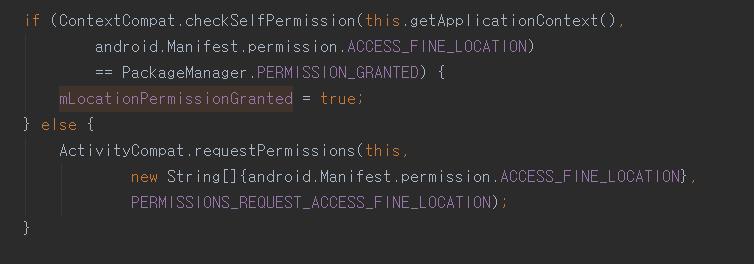 if (ContextCompat.checkSelfPermission(this.getApplicationContext(),
        android.Manifest.permission.ACCESS_FINE_LOCATION)
        == PackageManager.PERMISSION_GRANTED) {
    mLocationPermissionGranted = true;
} else {
    ActivityCompat.requestPermissions(this,
            new String[]{android.Manifest.permission.ACCESS_FINE_LOCATION},
            PERMISSIONS_REQUEST_ACCESS_FINE_LOCATION);
}